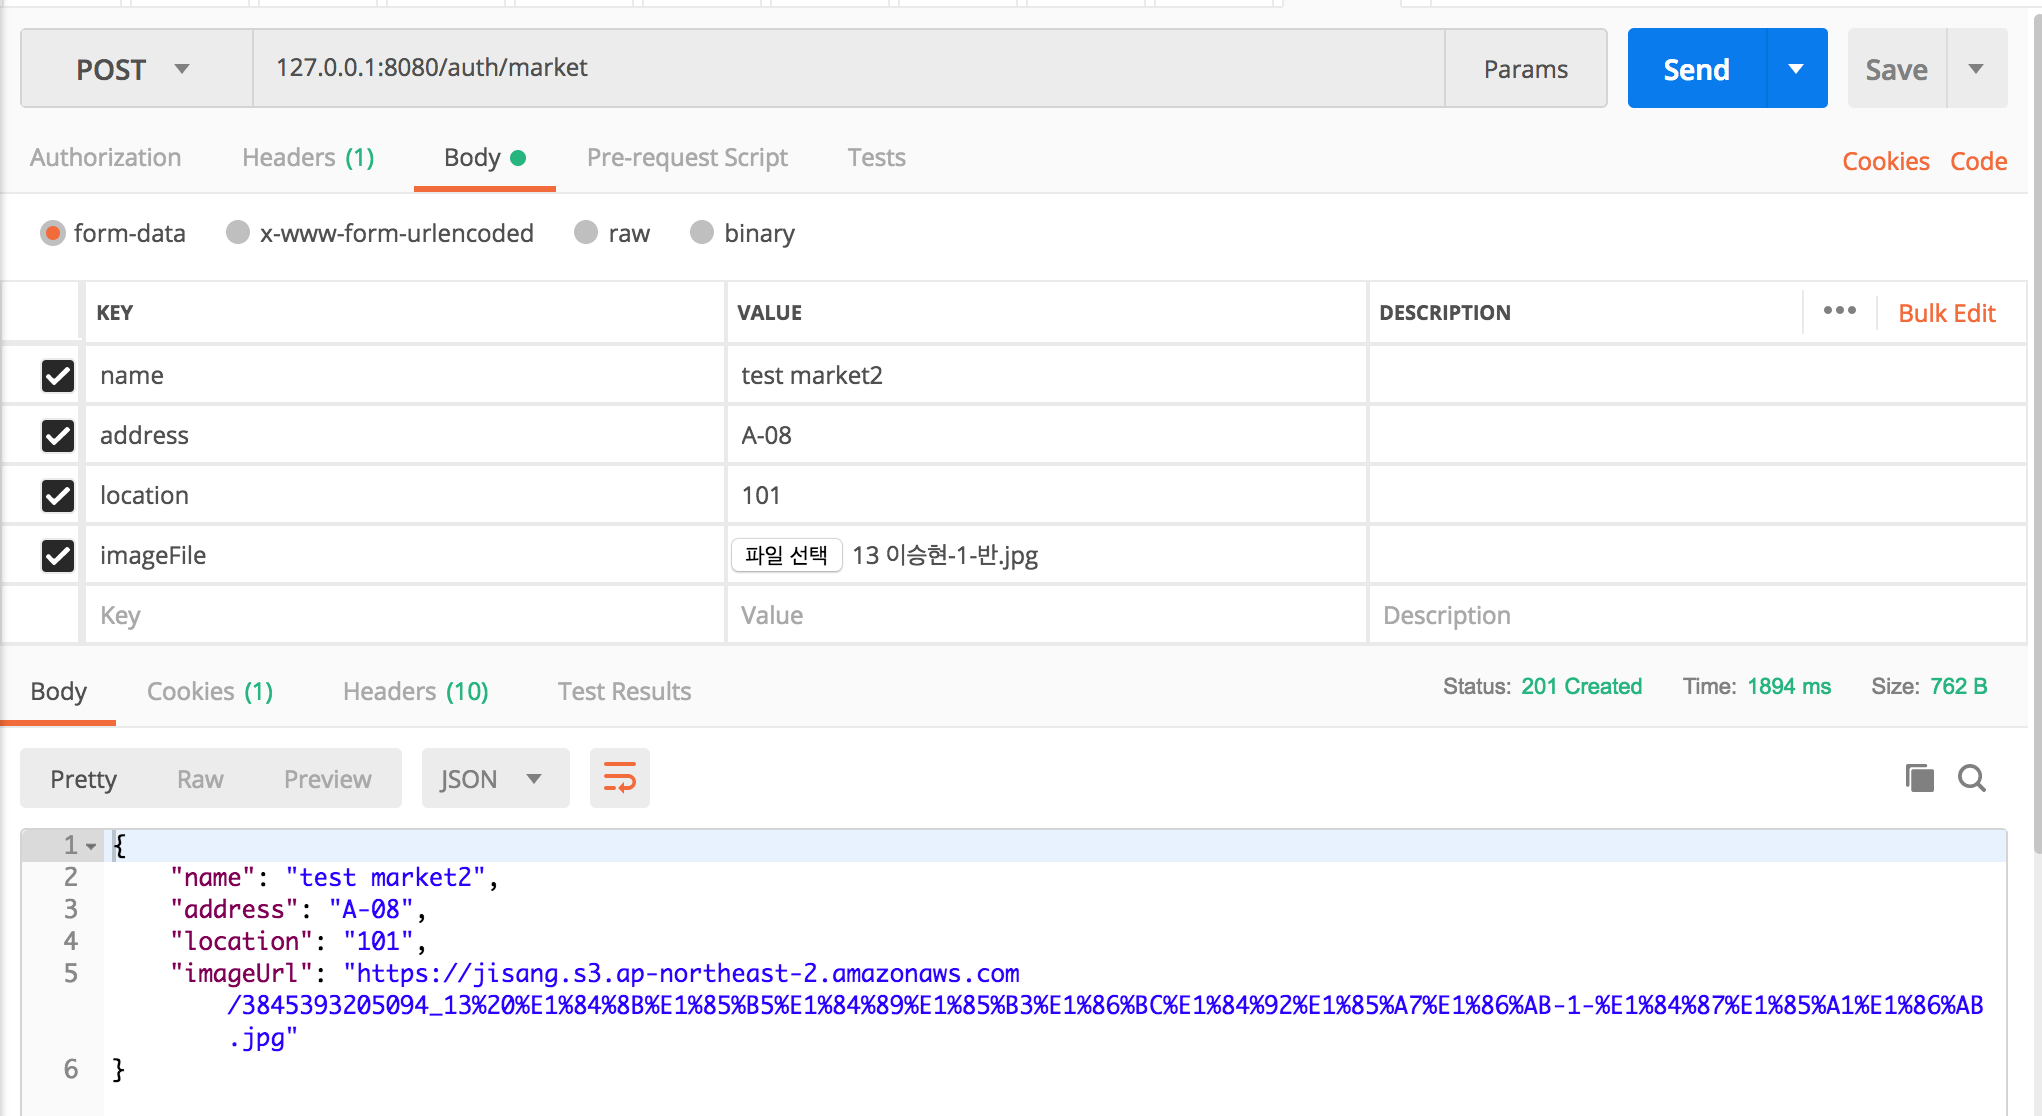 POST 127.0.0.1:8080/auth/market Params Send Save
Authorization Headers (1) Body Pre-request Script Tests Cookies Code
form-data x-www-form-urlencoded raw binary
KEY VALUE DESCRIPTION ••• Bulk Edit
name test market2
address A-08
location 101
imageFile 파일 선택 13 이승현-1-반.jpg
Key Value Description
Body Cookies (1) Headers (10) Test Results Status: 201 Created Time: 1894 ms Size: 762 B
Pretty Raw Preview JSON
1 {
2 "name": "test market2",
3 "address": "A-08",
4 "location": "101",
5 "imageUrl": "https://jisang.s3.ap-northeast-2.amazonaws.com
/3845393205094_13%20%E1%84%8B%E1%85%B5%E1%84%89%E1%85%B3%E1%86%BC%E1%84%92%E1%85%A7%E1%86%AB-1-%E1%84%87%E1%85%A1%E1%86%AB
.jpg"
6 }